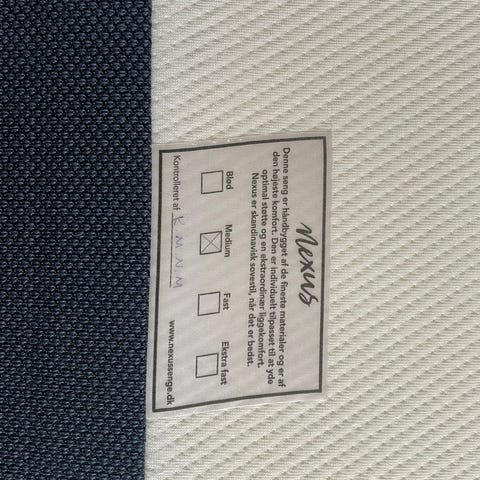 Nexus
Denne seng er håndbygget af de fineste materialer og er af
den højeste komfort. Den er individuelt tilpasset til at yde
optimal støtte og en ekstraordinær liggekomfort.
Nexus er skandinavisk sovestil, når det er bedst.
Blød Medium Fast Ekstra fast
Kontrolleret af K M N M www.nexussenge.dk